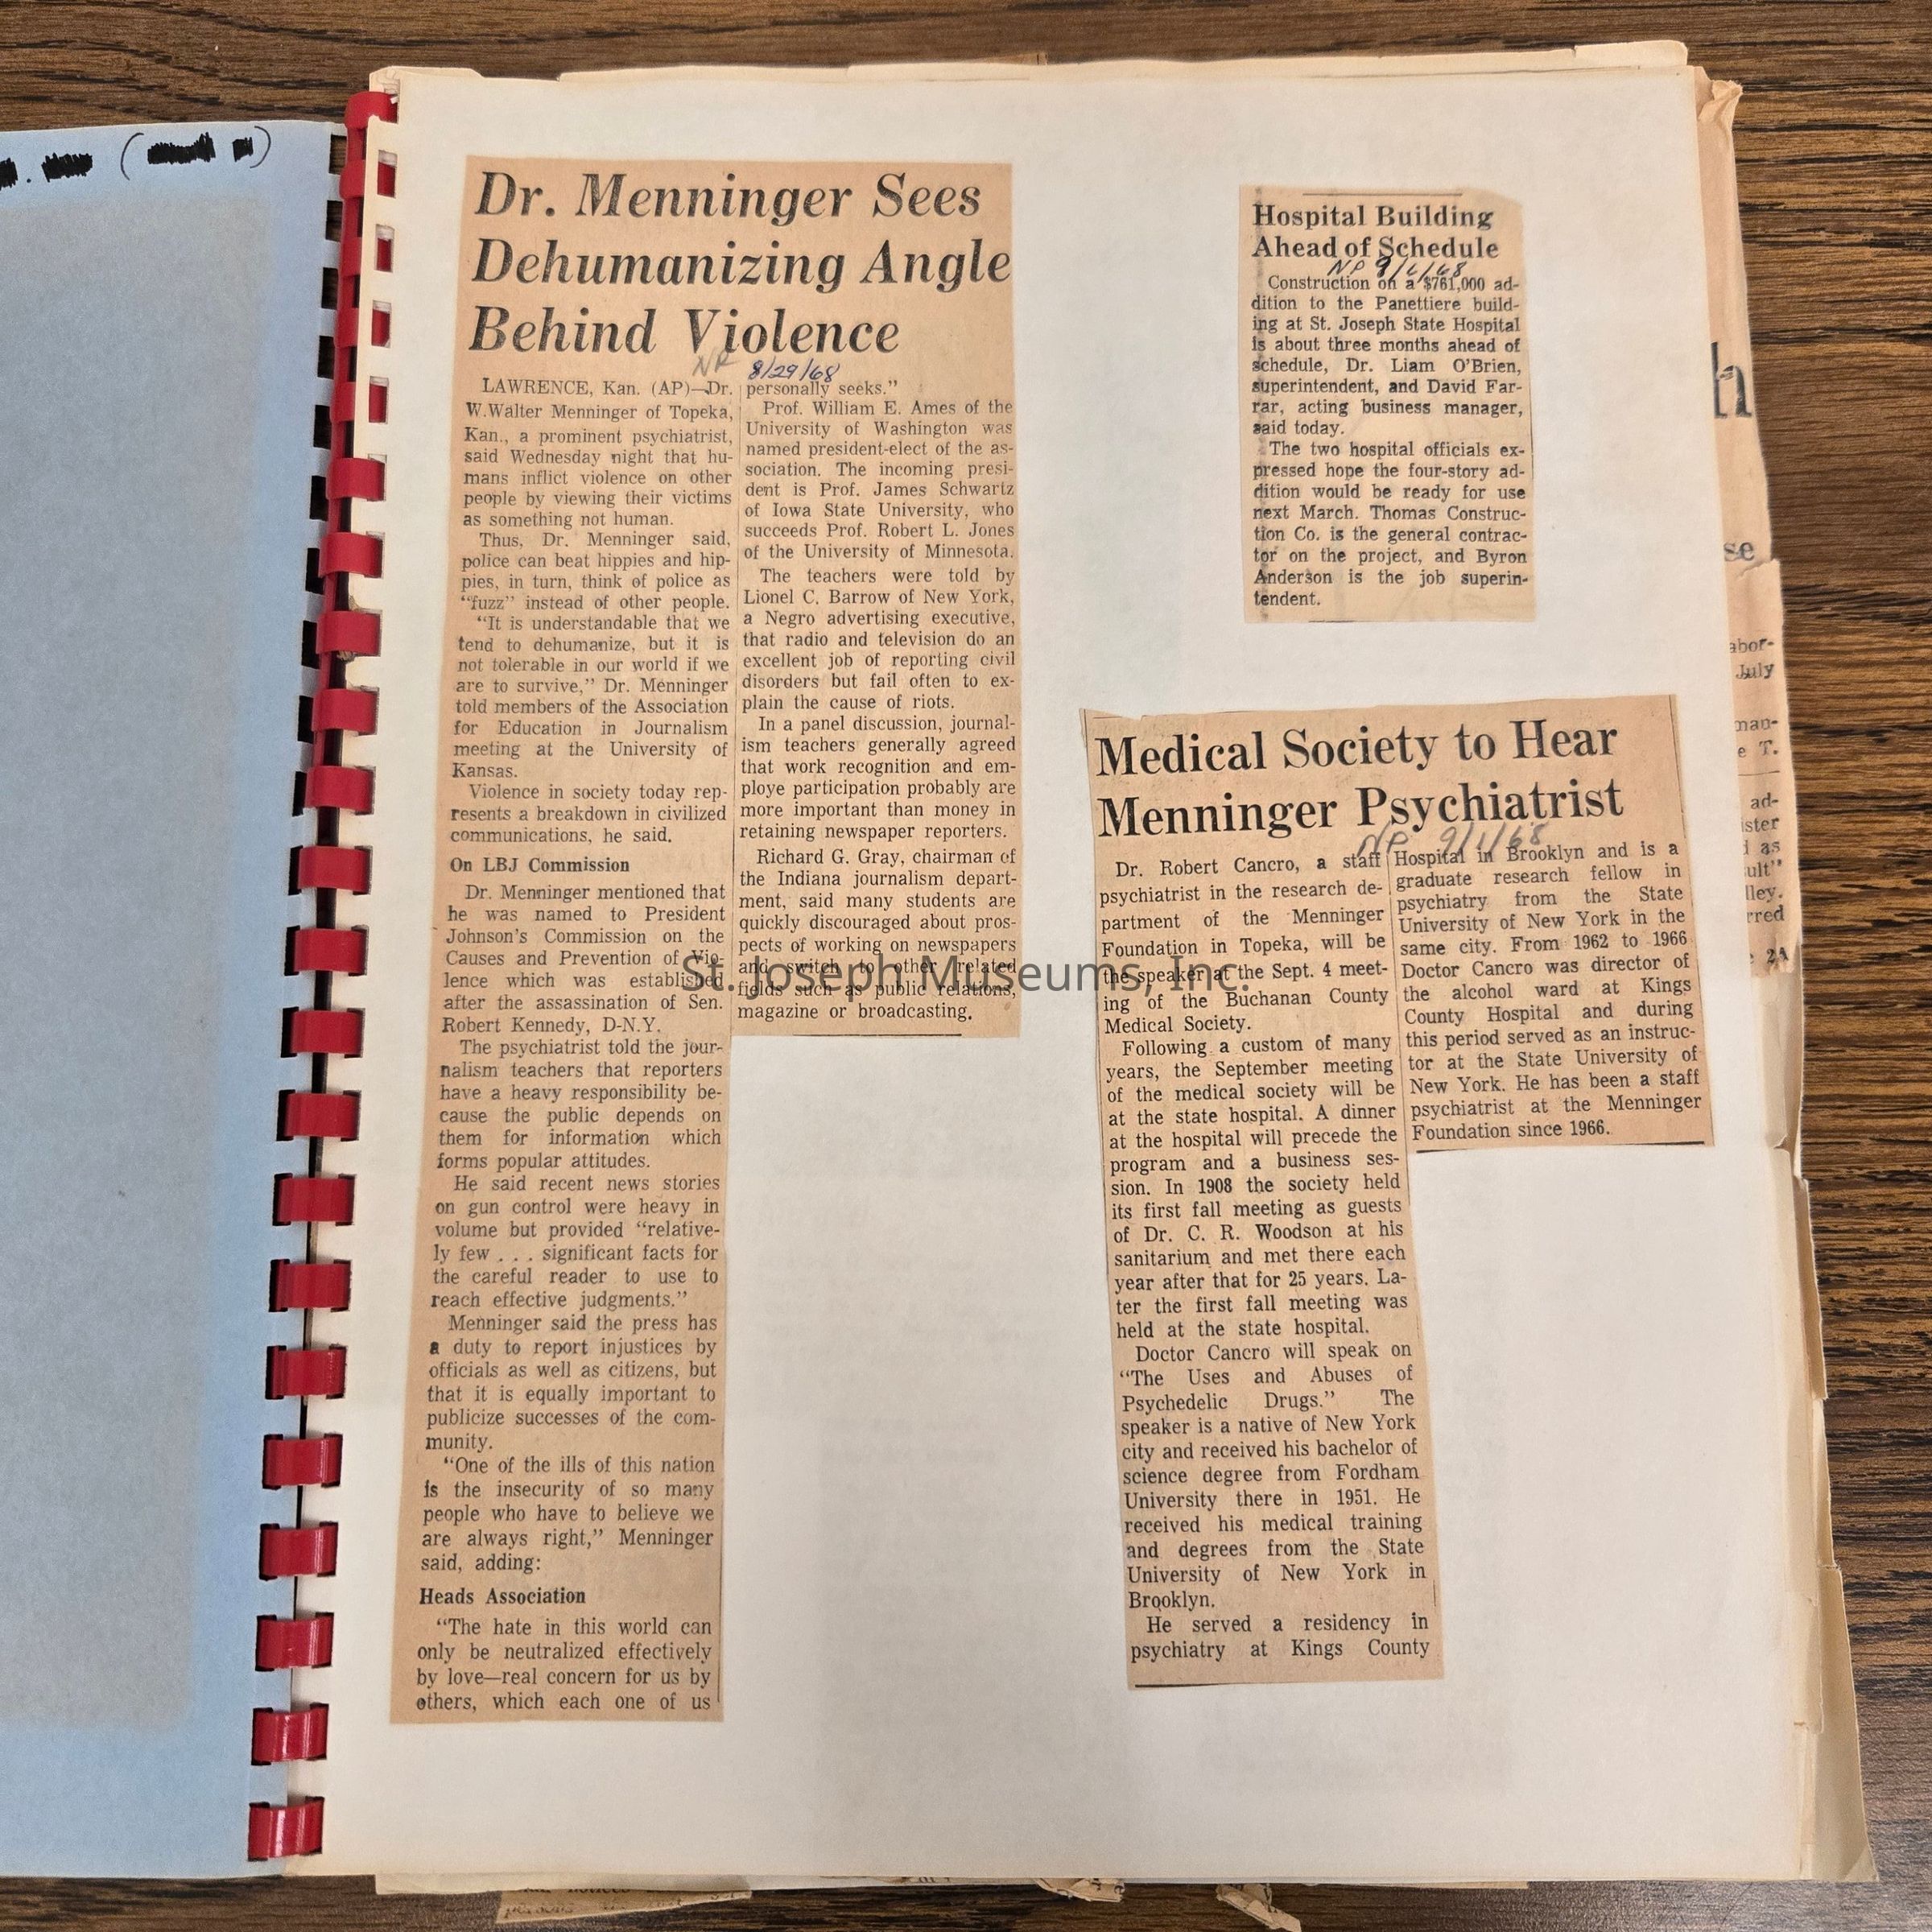 Dr. Menninger Sees
Dehumanizing Angle
Behind Violence
NP 8/29/68
LAWRENCE, Kan. (AP)—Dr.
W.Walter Menninger of Topeka,
Kan., a prominent psychiatrist,
said Wednesday night that hu-
mans inflict violence on other
people by viewing their victims
as something not human.
Thus, Dr. Menninger said,
police can beat hippies and hip-
pies, in turn, think of police as
"fuzz" instead of other people.
"It is understandable that we
tend to dehumanize, but it is
not tolerable in our world if we
are to survive," Dr. Menninger
told members of the Association
for Education in Journalism
meeting at the University of
Kansas.
Violence in society today rep-
resents a breakdown in civilized
communications, he said.
On LBJ Commission
Dr. Menninger mentioned that
he was named to President
Johnson's Commission on the
Causes and Prevention of Vio-
lence which was established
after the assassination of Sen.
Robert Kennedy, D-N.Y.
The psychiatrist told the jour-
nalism teachers that reporters
have a heavy responsibility be-
cause the public depends on
them for information which
forms popular attitudes.
He said recent news stories
on gun control were heavy in
volume but provided "relative-
ly few . . . significant facts for
the careful reader to use to
reach effective judgments."
Menninger said the press has
a duty to report injustices by
officials as well as citizens, but
that it is equally important to
publicize successes of the com-
munity.
"One of the ills of this nation
is the insecurity of so many
people who have to believe we
are always right," Menninger
said, adding:
Heads Association
"The hate in this world can
only be neutralized effectively
by love—real concern for us by
others, which each one of us
personally seeks."
Prof. William E. Ames of the
University of Washington was
named president-elect of the as-
sociation. The incoming presi-
dent is Prof. James Schwartz
of Iowa State University, who
succeeds Prof. Robert L. Jones
of the University of Minnesota.
The teachers were told by
Lionel C. Barrow of New York,
a Negro advertising executive,
that radio and television do an
excellent job of reporting civil
disorders but fail often to ex-
plain the cause of riots.
In a panel discussion, journal-
ism teachers generally agreed
that work recognition and em-
ploye participation probably are
more important than money in
retaining newspaper reporters.
Richard G. Gray, chairman of
the Indiana journalism depart-
ment, said many students are
quickly discouraged about pros-
pects of working on newspapers
and switch to other related
fields such as public relations,
magazine or broadcasting.
Hospital Building
Ahead of Schedule
NP 9/1/68
Construction on a $761,000 ad-
dition to the Panettiere build-
ing at St. Joseph State Hospital
is about three months ahead of
schedule, Dr. Liam O'Brien,
superintendent, and David Far-
rar, acting business manager,
said today.
The two hospital officials ex-
pressed hope the four-story ad-
dition would be ready for use
next March. Thomas Construc-
tion Co. is the general contrac-
tor on the project, and Byron
Anderson is the job superin-
tendent.
Medical Society to Hear
Menninger Psychiatrist
NP 9/1/68
Dr. Robert Cancro, a staff
psychiatrist in the research de-
partment of the Menninger
Foundation in Topeka, will be
the speaker at the Sept. 4 meet-
ing of the Buchanan County
Medical Society.
Following a custom of many
years, the September meeting
of the medical society will be
at the state hospital. A dinner
at the hospital will precede the
program and a business ses-
sion. In 1908 the society held
its first fall meeting as guests
of Dr. C. R. Woodson at his
sanitarium and met there each
year after that for 25 years. La-
ter the first fall meeting was
held at the state hospital.
Doctor Cancro will speak on
"The Uses and Abuses of
Psychedelic Drugs." The
speaker is a native of New York
city and received his bachelor of
science degree from Fordham
University there in 1951. He
received his medical training
and degrees from the State
University of New York in
Brooklyn.
He served a residency in
psychiatry at Kings County
Hospital in Brooklyn and is a
graduate research fellow in
psychiatry from the State
University of New York in the
same city. From 1962 to 1966
Doctor Cancro was director of
the alcohol ward at Kings
County Hospital and during
this period served as an instruc-
tor at the State University of
New York. He has been a staff
psychiatrist at the Menninger
Foundation since 1966.
St. Joseph Museums, Inc.
h
se
abor-
July
man-
e T.
ad-
ister
d as
ult"
lley.
rred
2A